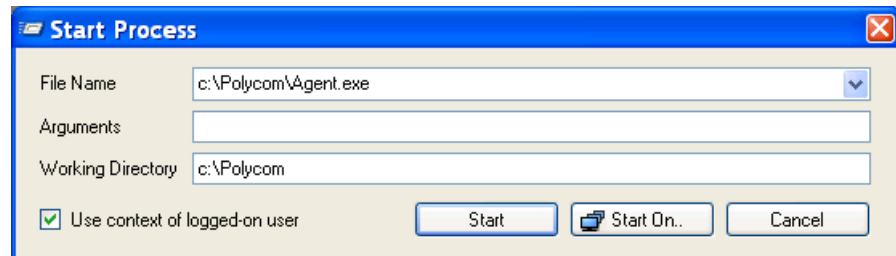 Start Process
File Name c:\Polycom\Agent.exe
Arguments
Working Directory c:\Polycom
Use context of logged-on user Start Start On.. Cancel